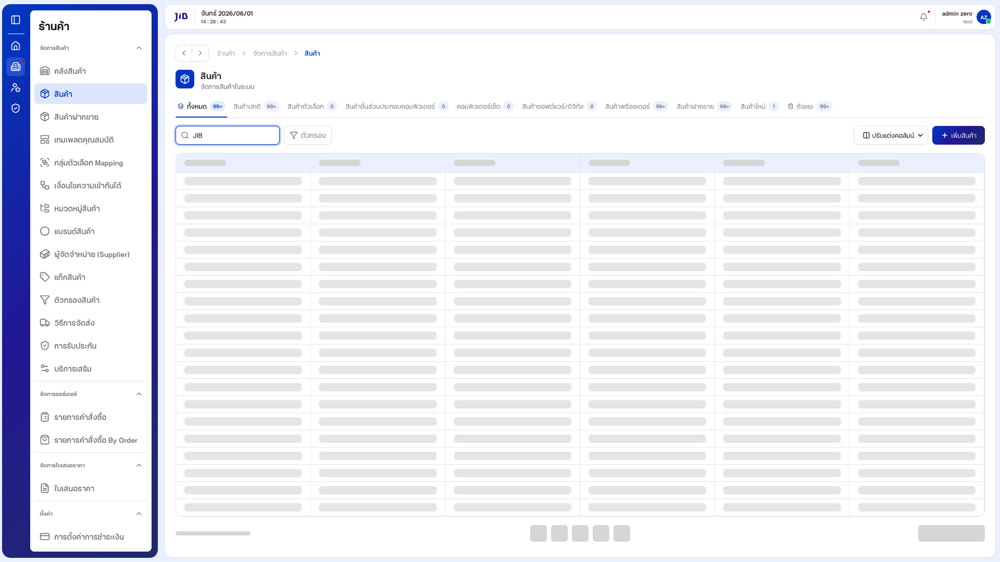 ร้านค้า
จัดการสินค้า
คลังสินค้า
สินค้า
สินค้าฝากขาย
เทมเพลตคุณสมบัติ
กลุ่มตัวเลือก Mapping
เงื่อนไขความเข้ากันได้
หมวดหมู่สินค้า
แบรนด์สินค้า
ผู้จัดจำหน่าย (Supplier)
แท็กสินค้า
ตัวกรองสินค้า
วิธีการจัดส่ง
การรับประกัน
บริการเสริม
จัดการออร์เดอร์
รายการคำสั่งซื้อ
รายการคำสั่งซื้อ By Order
จัดการใบเสนอราคา
ใบเสนอราคา
ตั้งค่า
การตั้งค่าการชำระเงิน
JIB
จันทร์ 2026/06/01
14 : 28 : 43
admin zero
test
AZ
ร้านค้า > จัดการสินค้า > สินค้า
สินค้า
จัดการสินค้าในระบบ
ทั้งหมด 99+ สินค้าปกติ 99+ สินค้าตัวเลือก 0 สินค้าชิ้นส่วนประกอบคอมพิวเตอร์ 0 คอมพิวเตอร์เซ็ต 0 สินค้าซอฟต์แวร์/ดิจิทัล 0 สินค้าพรีออเดอร์ 99+ สินค้าฝากขาย 99+ สินค้าใหม่ 1 ถังขยะ 99+
JIB ตัวกรอง ปรับแต่งคอลัมน์ เพิ่มสินค้า